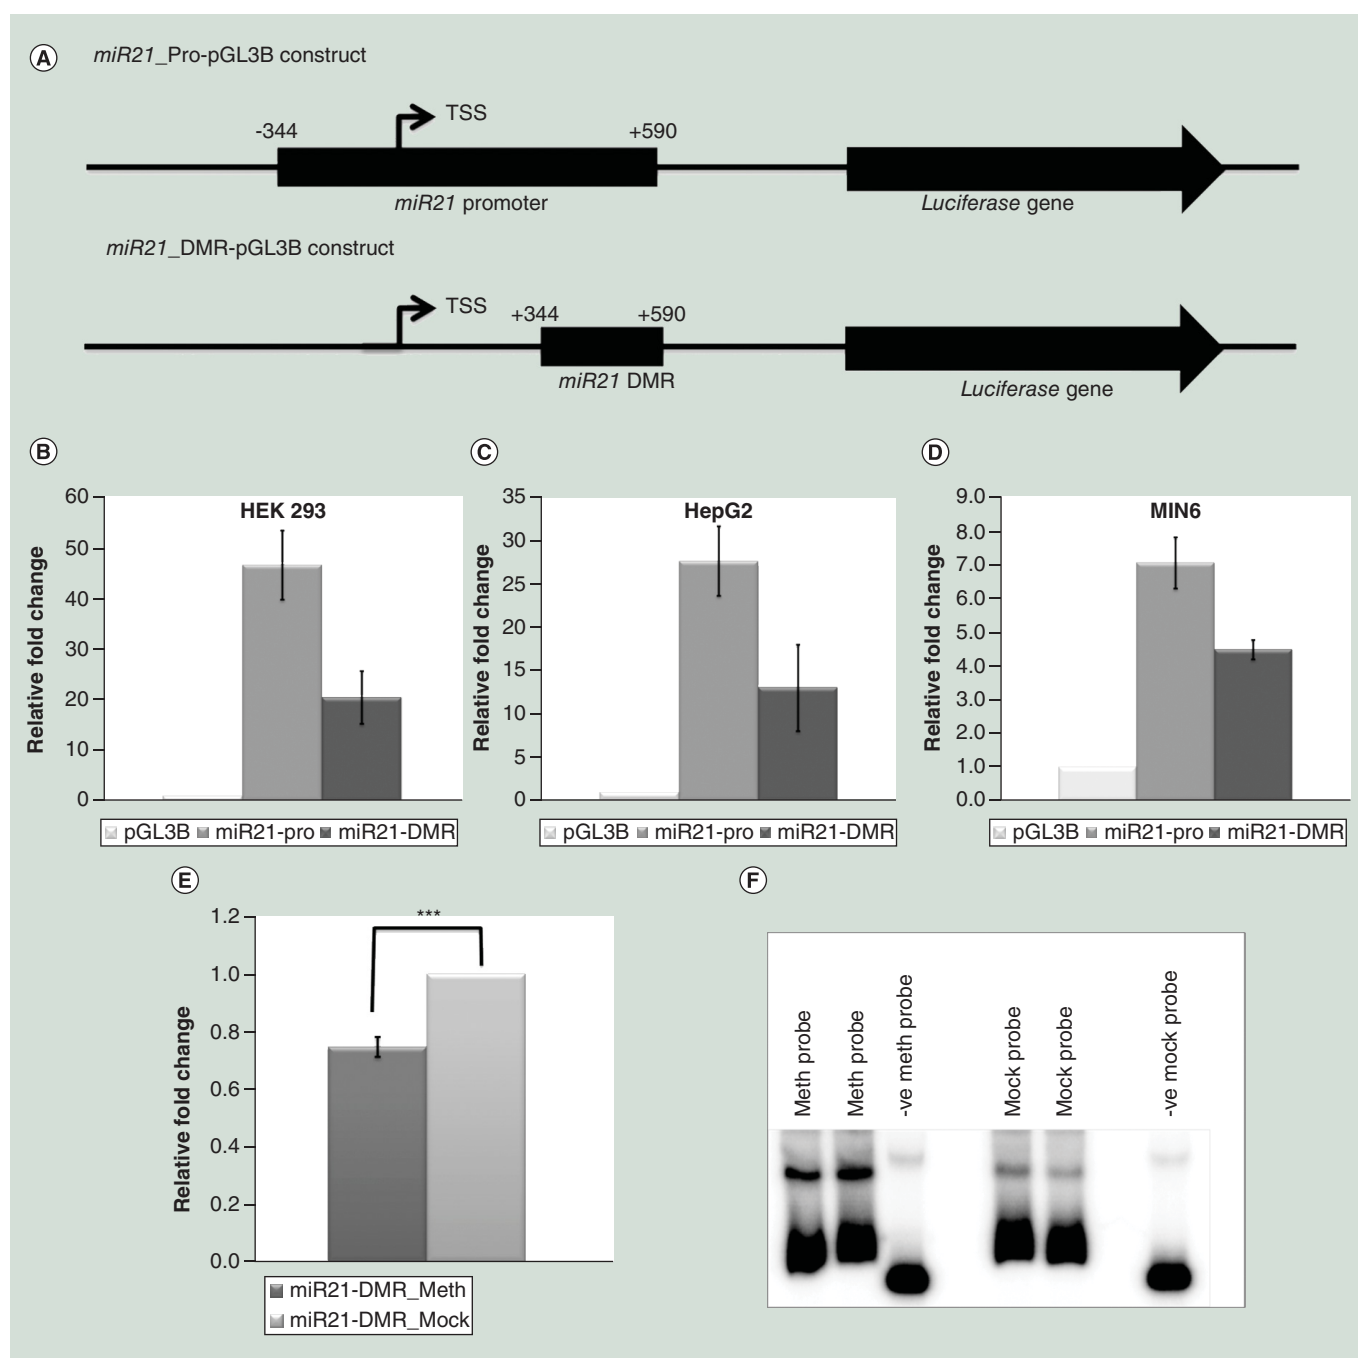 A
miR21_Pro-pGL3B construct
TSS
-344
+590
miR21 promoter
Luciferase gene
miR21_DMR-pGL3B construct
TSS
+344
+590
miR21 DMR
Luciferase gene
B
HEK 293
Relative fold change
60
50
40
30
20
10
0
pGL3B miR21-pro miR21-DMR
C
HepG2
Relative fold change
35
30
25
20
15
10
5
0
pGL3B miR21-pro miR21-DMR
D
MIN6
Relative fold change
9.0
8.0
7.0
6.0
5.0
4.0
3.0
2.0
1.0
0.0
pGL3B miR21-pro miR21-DMR
E
***
Relative fold change
1.2
1.0
0.8
0.6
0.4
0.2
0.0
miR21-DMR_Meth
miR21-DMR_Mock
F
Meth probe
Meth probe
-ve meth probe
Mock probe
Mock probe
-ve mock probe